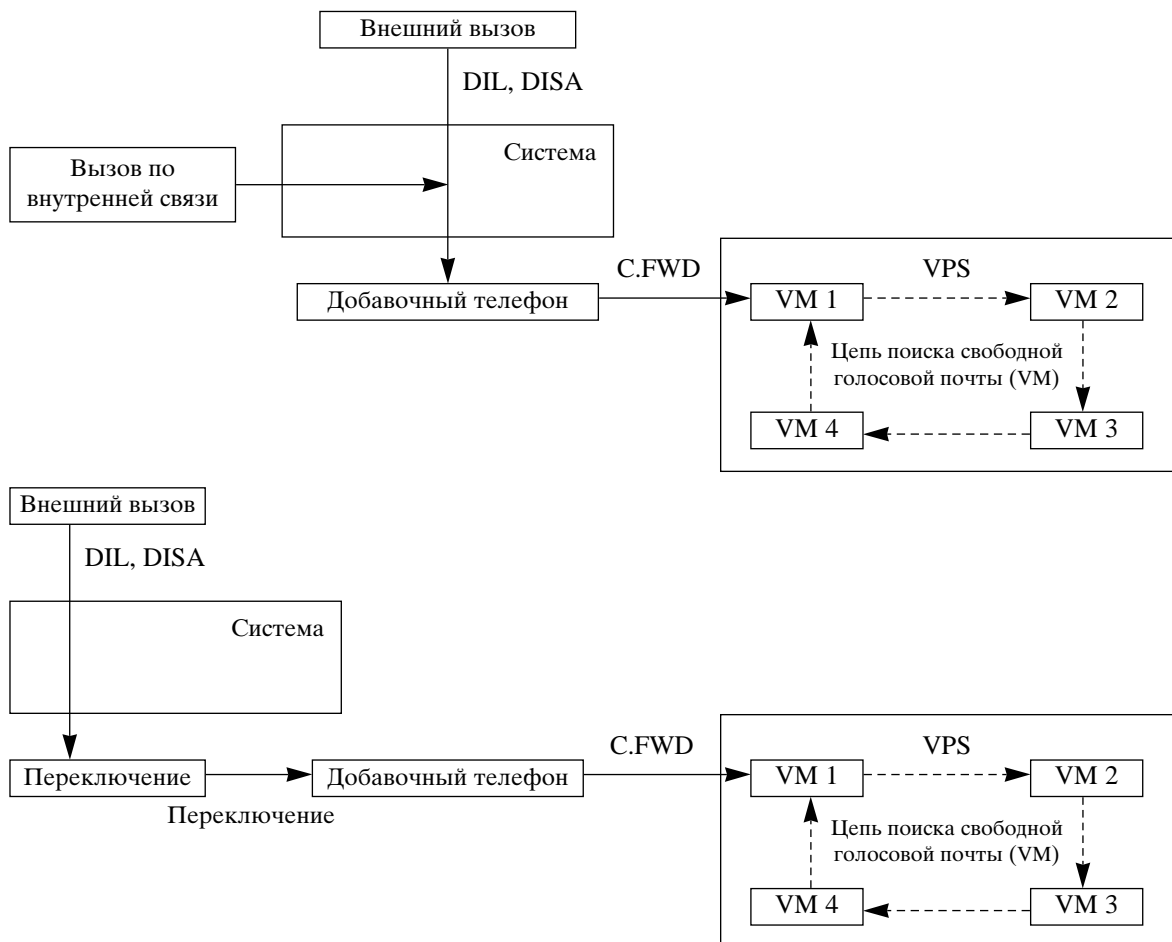 Внешний вызов
DIL, DISA
Система
Вызов по
внутренней связи
C.FWD
VPS
Добавочный телефон
VM 1
VM 2
Цепь поиска свободной
голосовой почты (VM)
VM 4
VM 3
Внешний вызов
DIL, DISA
Система
C.FWD
VPS
Переключение
Добавочный телефон
VM 1
VM 2
Переключение
Цепь поиска свободной
голосовой почты (VM)
VM 4
VM 3